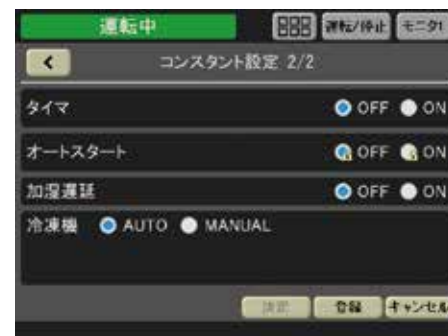 運転中 運転/停止 モニタ1
コンスタント設定 2/2
タイマ OFF ON
オートスタート OFF ON
加湿遅延 OFF ON
冷凍機 AUTO MANUAL
決定 登録 キャンセル